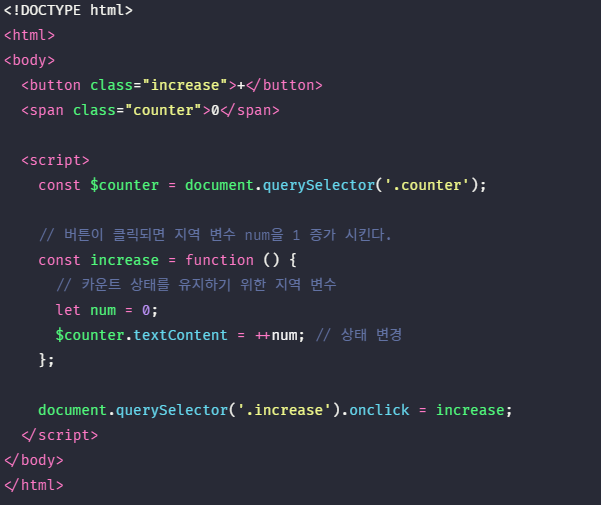 <!DOCTYPE html>
<html>
<body>
  <button class="increase">+</button>
  <span class="counter">0</span>

  <script>
    const $counter = document.querySelector('.counter');

    // 버튼이 클릭되면 지역 변수 num을 1 증가 시킨다.
    const increase = function () {
      // 카운트 상태를 유지하기 위한 지역 변수
      let num = 0;
      $counter.textContent = ++num; // 상태 변경
    };

    document.querySelector('.increase').onclick = increase;
  </script>
</body>
</html>